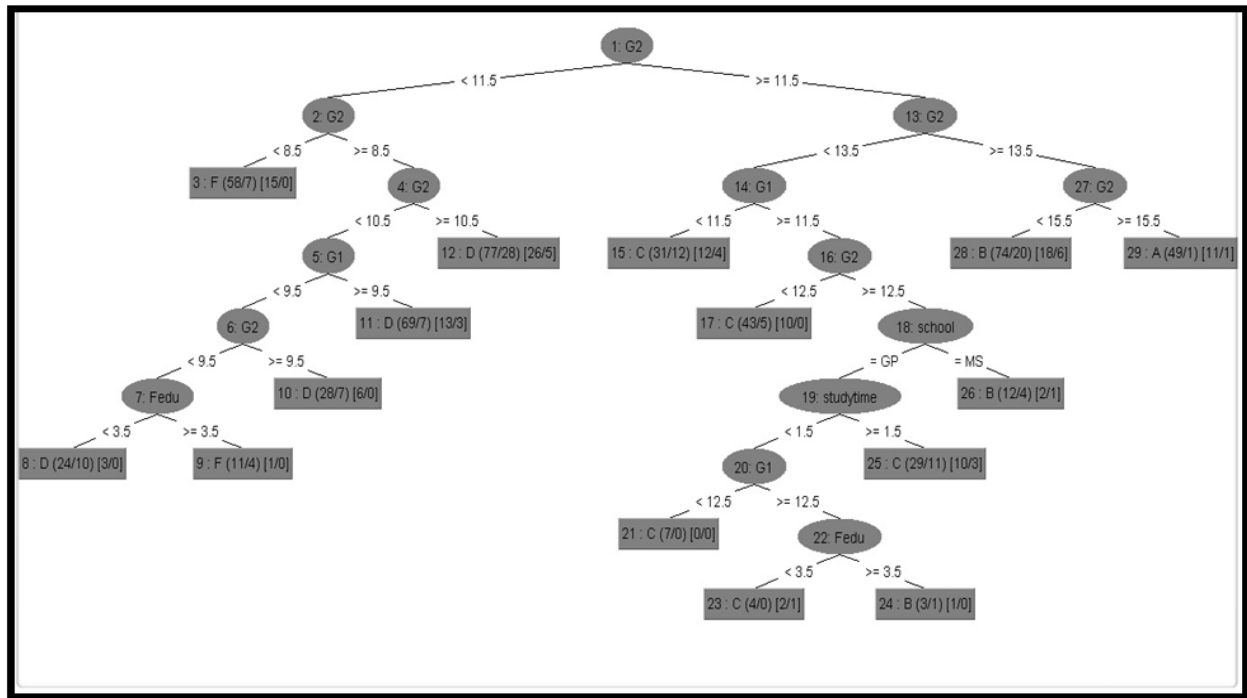 1: G2
< 11.5 >= 11.5
2: G2 13: G2
< 8.5 >= 8.5 < 13.5 >= 13.5
3 : F (58/7) [15/0] 4: G2 14: G1 27: G2
< 10.5 >= 10.5 < 11.5 >= 11.5 < 15.5 >= 15.5
5: G1 12 : D (77/28) [26/5] 15 : C (31/12) [12/4] 16: G2 28 : B (74/20) [18/6] 29 : A (49/1) [11/1]
< 9.5 >= 9.5 < 12.5 >= 12.5
6: G2 11 : D (69/7) [13/3] 17 : C (43/5) [10/0] 18: school
< 9.5 >= 9.5 = GP = MS
7: Fedu 10 : D (28/7) [6/0] 19: studytime 26 : B (12/4) [2/1]
< 3.5 >= 3.5 < 1.5 >= 1.5
8 : D (24/10) [3/0] 9 : F (11/4) [1/0] 20: G1 25 : C (29/11) [10/3]
< 12.5 >= 12.5
21 : C (7/0) [0/0] 22: Fedu
< 3.5 >= 3.5
23 : C (4/0) [2/1] 24 : B (3/1) [1/0]